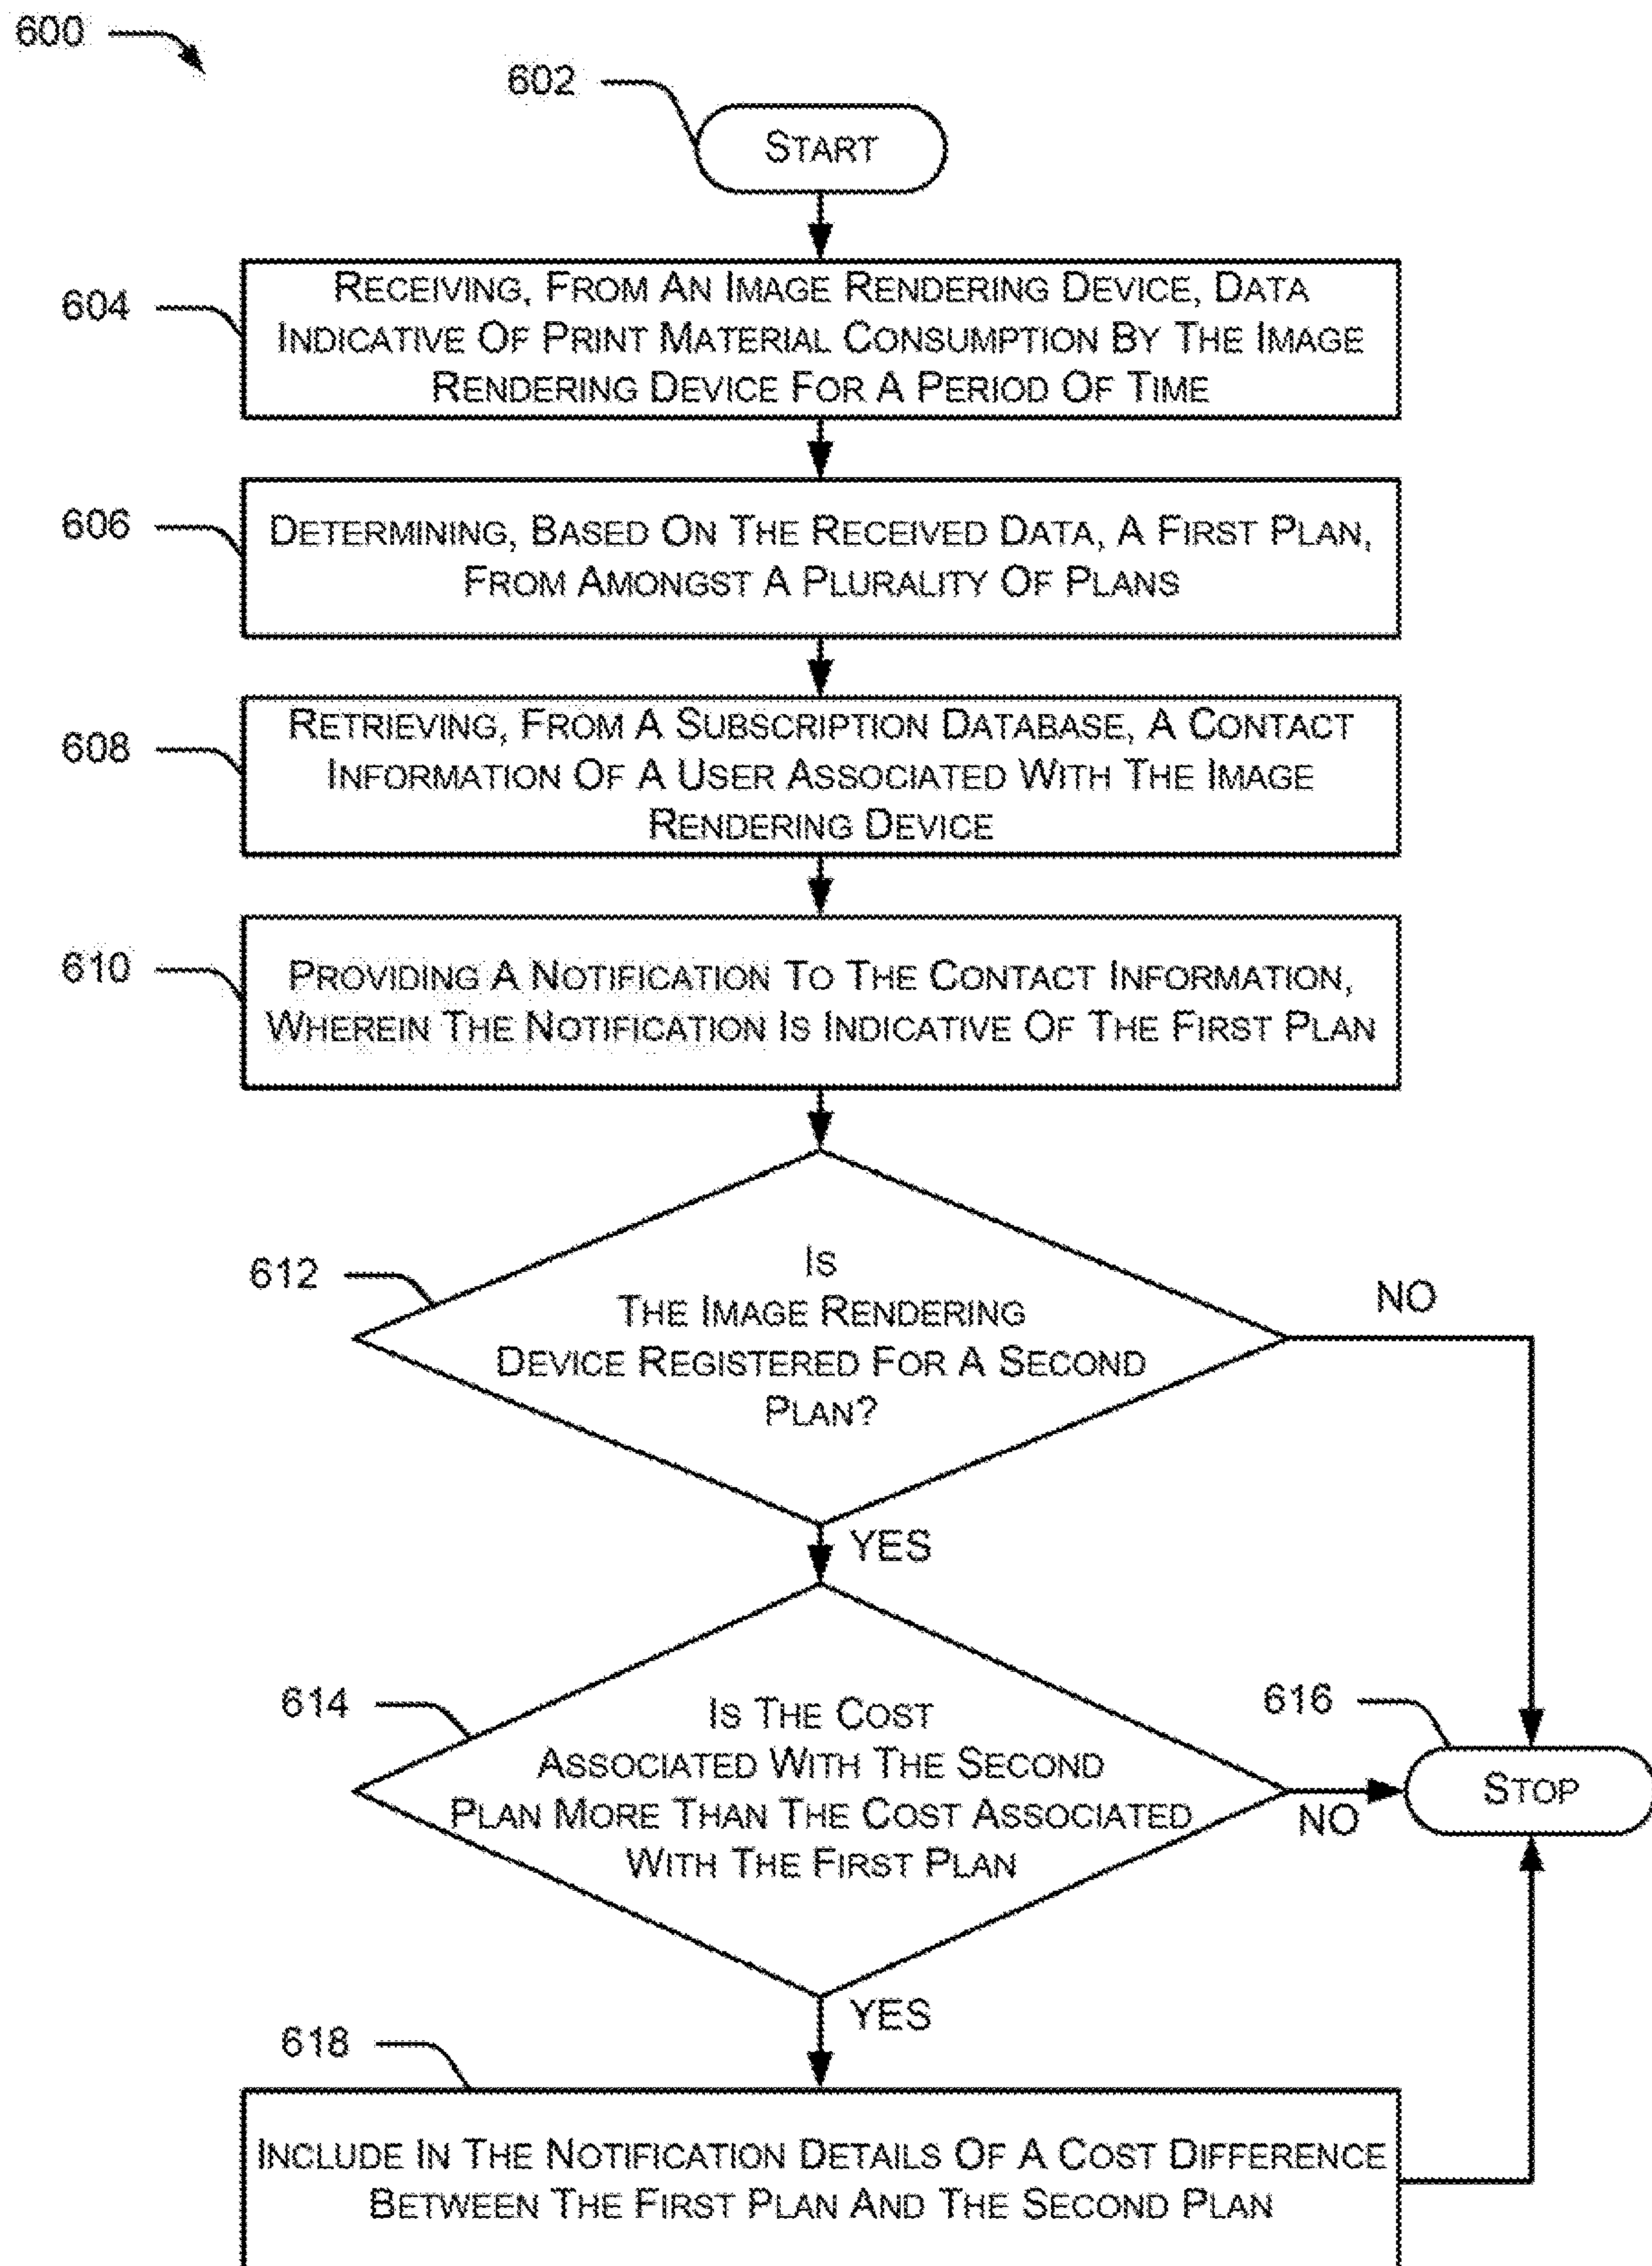 600
602
START
604
RECEIVING, FROM AN IMAGE RENDERING DEVICE, DATA
INDICATIVE OF PRINT MATERIAL CONSUMPTION BY THE IMAGE
RENDERING DEVICE FOR A PERIOD OF TIME
606
DETERMINING, BASED ON THE RECEIVED DATA, A FIRST PLAN,
FROM AMONGST A PLURALITY OF PLANS
608
RETRIEVING, FROM A SUBSCRIPTION DATABASE, A CONTACT
INFORMATION OF A USER ASSOCIATED WITH THE IMAGE
RENDERING DEVICE
610
PROVIDING A NOTIFICATION TO THE CONTACT INFORMATION,
WHEREIN THE NOTIFICATION IS INDICATIVE OF THE FIRST PLAN
612
IS
THE IMAGE RENDERING
DEVICE REGISTERED FOR A SECOND
PLAN?
NO
YES
614
IS THE COST
ASSOCIATED WITH THE SECOND
PLAN MORE THAN THE COST ASSOCIATED
WITH THE FIRST PLAN
NO
616
STOP
YES
618
INCLUDE IN THE NOTIFICATION DETAILS OF A COST DIFFERENCE
BETWEEN THE FIRST PLAN AND THE SECOND PLAN